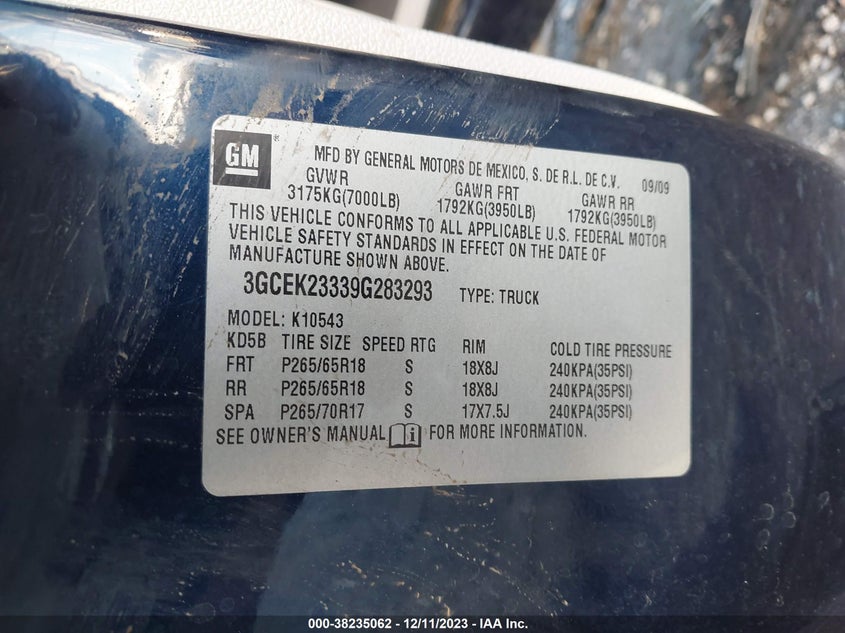 GM MFD BY GENERAL MOTORS DE MEXICO, S. DE R.L. DE C.V. 09/09
GVWR GAWR FRT GAWR RR
3175KG(7000LB) 1792KG(3950LB) 1792KG(3950LB)
THIS VEHICLE CONFORMS TO ALL APPLICABLE U.S. FEDERAL MOTOR
VEHICLE SAFETY STANDARDS IN EFFECT ON THE DATE OF
MANUFACTURE SHOWN ABOVE.
3GCEK23339G283293 TYPE: TRUCK
MODEL: K10543
KD5B TIRE SIZE SPEED RTG RIM COLD TIRE PRESSURE
FRT P265/65R18 S 18X8J 240KPA(35PSI)
RR P265/65R18 S 18X8J 240KPA(35PSI)
SPA P265/70R17 S 17X7.5J 240KPA(35PSI)
SEE OWNER'S MANUAL FOR MORE INFORMATION.
000-38235062 - 12/11/2023 - IAA Inc.